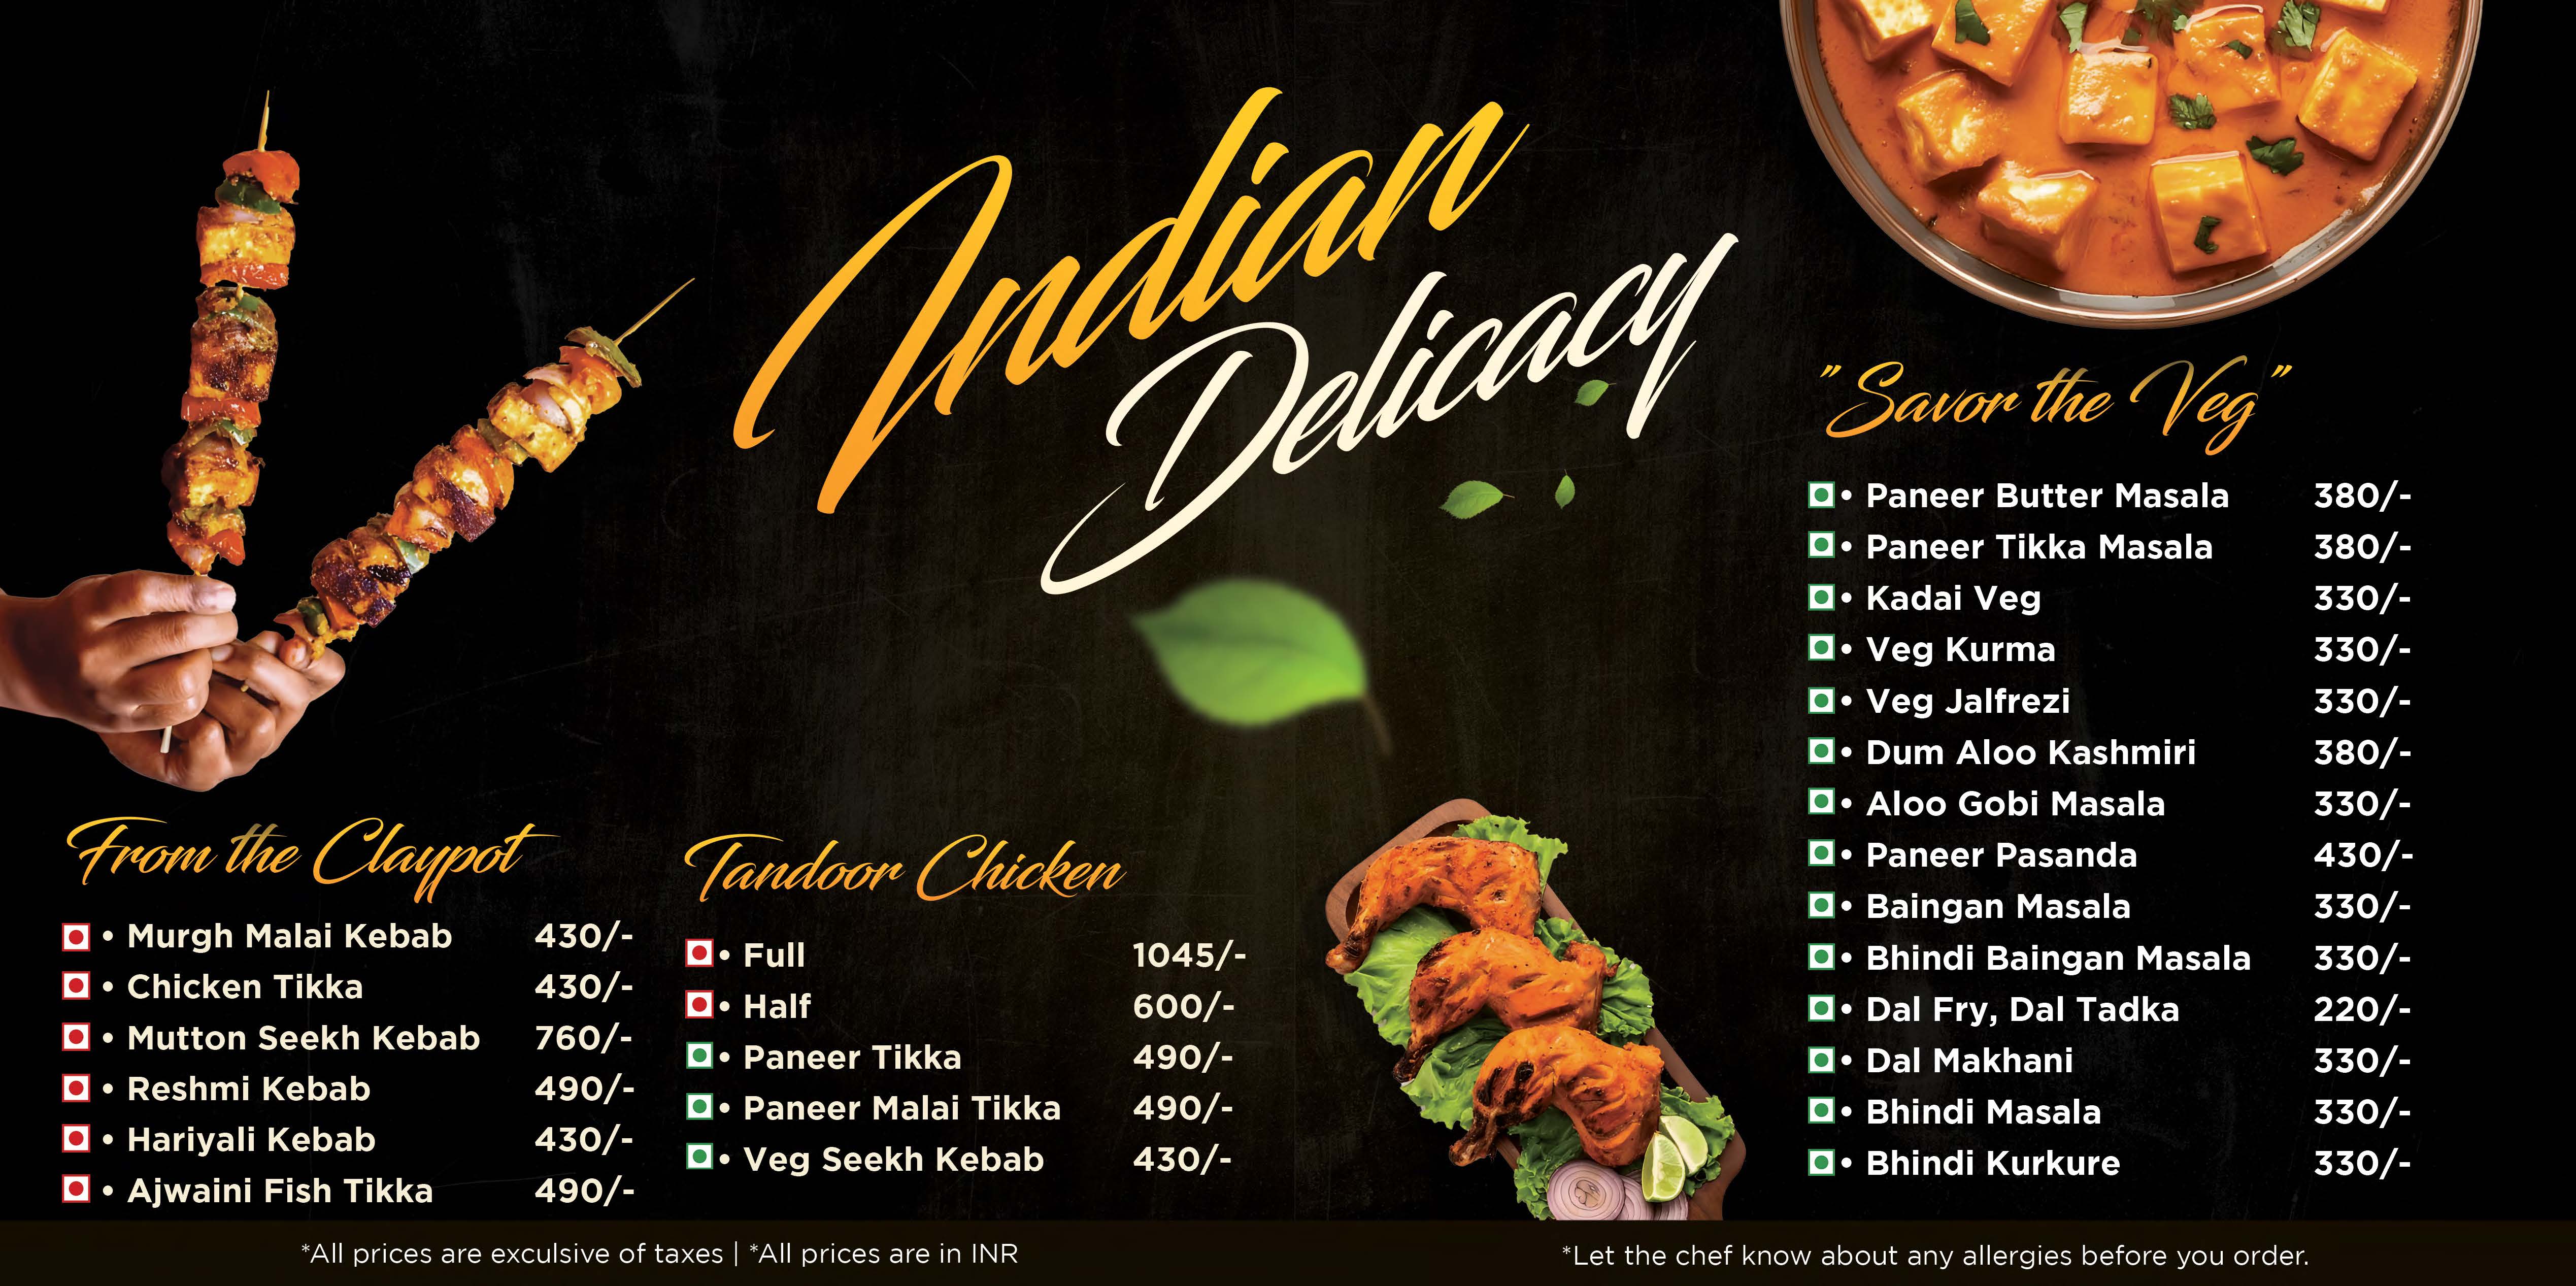 Indian
Delicacy
"Savor the Veg"
• Paneer Butter Masala 380/-
• Paneer Tikka Masala 380/-
• Kadai Veg 330/-
• Veg Kurma 330/-
• Veg Jalfrezi 330/-
• Dum Aloo Kashmiri 380/-
• Aloo Gobi Masala 330/-
• Paneer Pasanda 430/-
• Baingan Masala 330/-
• Bhindi Baingan Masala 330/-
• Dal Fry, Dal Tadka 220/-
• Dal Makhani 330/-
• Bhindi Masala 330/-
• Bhindi Kurkure 330/-
From the Claypot
• Murgh Malai Kebab 430/-
• Chicken Tikka 430/-
• Mutton Seekh Kebab 760/-
• Reshmi Kebab 490/-
• Hariyali Kebab 430/-
• Ajwaini Fish Tikka 490/-
Tandoor Chicken
• Full 1045/-
• Half 600/-
• Paneer Tikka 490/-
• Paneer Malai Tikka 490/-
• Veg Seekh Kebab 430/-
*All prices are exculsive of taxes | *All prices are in INR
*Let the chef know about any allergies before you order.